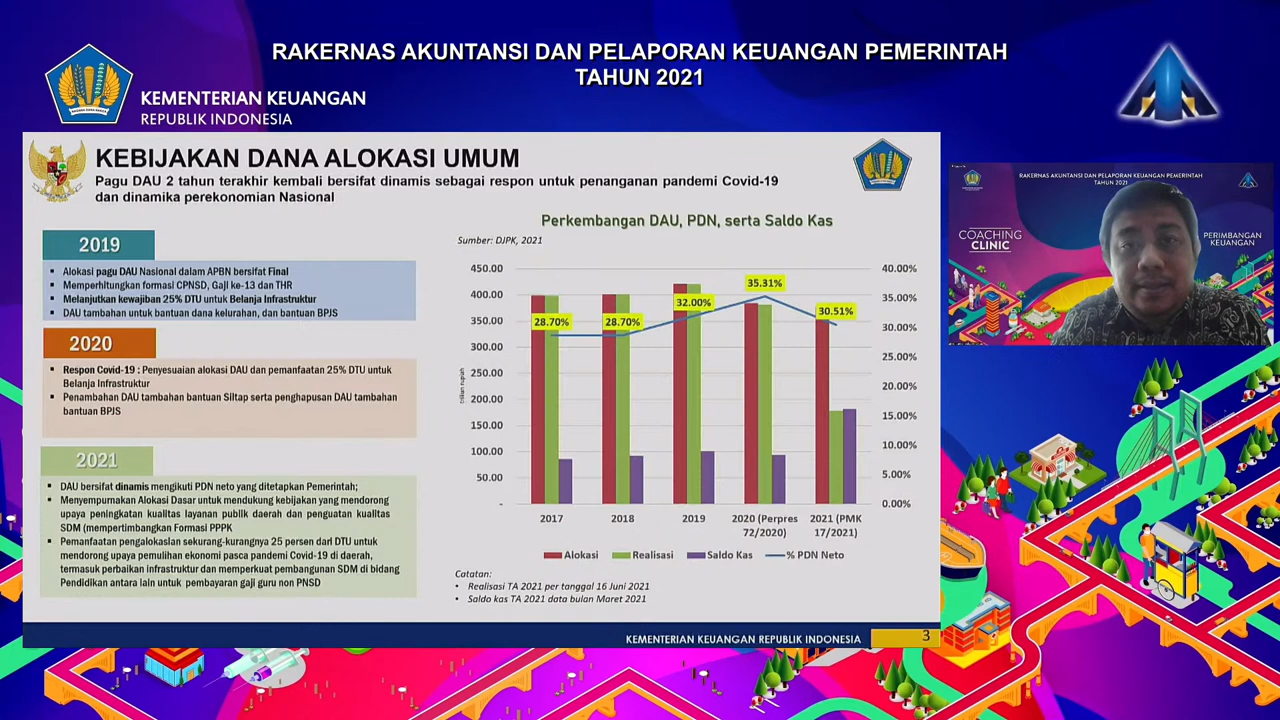 RAKERNAS AKUNTANSI DAN PELAPORAN KEUANGAN PEMERINTAH
TAHUN 2021
KEMENTERIAN KEUANGAN
REPUBLIK INDONESIA
KEBIJAKAN DANA ALOKASI UMUM
Pagu DAU 2 tahun terakhir kembali bersifat dinamis sebagai respon untuk penanganan pandemi Covid-19
dan dinamika perekonomian Nasional
2019
▪ Alokasi pagu DAU Nasional dalam APBN bersifat Final
▪ Memperhitungkan formasi CPNSD, Gaji ke-13 dan THR
▪ Melanjutkan kewajiban 25% DTU untuk Belanja Infrastruktur
▪ DAU tambahan untuk bantuan dana kelurahan, dan bantuan BPJS
2020
▪ Respon Covid-19 : Penyesuaian alokasi DAU dan pemanfaatan 25% DTU untuk
Belanja Infrastruktur
▪ Penambahan DAU tambahan bantuan Siltap serta penghapusan DAU tambahan
bantuan BPJS
2021
▪ DAU bersifat dinamis mengikuti PDN neto yang ditetapkan Pemerintah;
▪ Menyempurnakan Alokasi Dasar untuk mendukung kebijakan yang mendorong
upaya peningkatan kualitas layanan publik daerah dan penguatan kualitas
SDM (mempertimbangkan Formasi PPPK
▪ Pemanfaatan pengalokasian sekurang-kurangnya 25 persen dari DTU untuk
mendorong upaya pemulihan ekonomi pasca pandemi Covid-19 di daerah,
termasuk perbaikan infrastruktur dan memperkuat pembangunan SDM di bidang
Pendidikan antara lain untuk pembayaran gaji guru non PNSD
Perkembangan DAU, PDN, serta Saldo Kas
Sumber: DJPK, 2021
450.00
400.00
350.00
300.00
250.00
200.00
150.00
100.00
50.00
-
triliun rupiah
28.70%
28.70%
32.00%
35.31%
30.51%
40.00%
35.00%
30.00%
25.00%
20.00%
15.00%
10.00%
5.00%
0.00%
2017
2018
2019
2020 (Perpres
72/2020)
2021 (PMK
17/2021)
Alokasi Realisasi Saldo Kas % PDN Neto
Catatan:
• Realisasi TA 2021 per tanggal 16 Juni 2021
• Saldo kas TA 2021 data bulan Maret 2021
KEMENTERIAN KEUANGAN REPUBLIK INDONESIA
3
RAKERNAS AKUNTANSI DAN PELAPORAN KEUANGAN PEMERINTAH
TAHUN 2021
COACHING
CLINIC
PERIMBANGAN
KEUANGAN